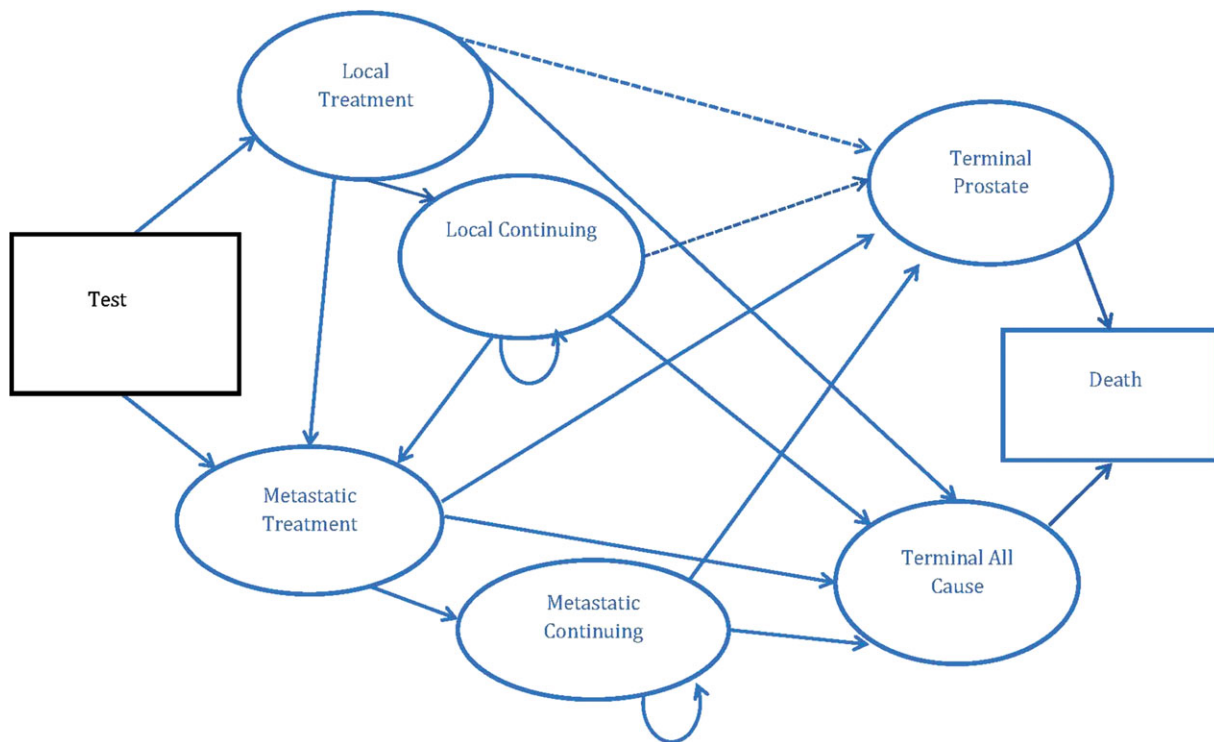 Local
Treatment
Terminal
Prostate
Local Continuing
Test
Death
Metastatic
Treatment
Terminal All
Cause
Metastatic
Continuing